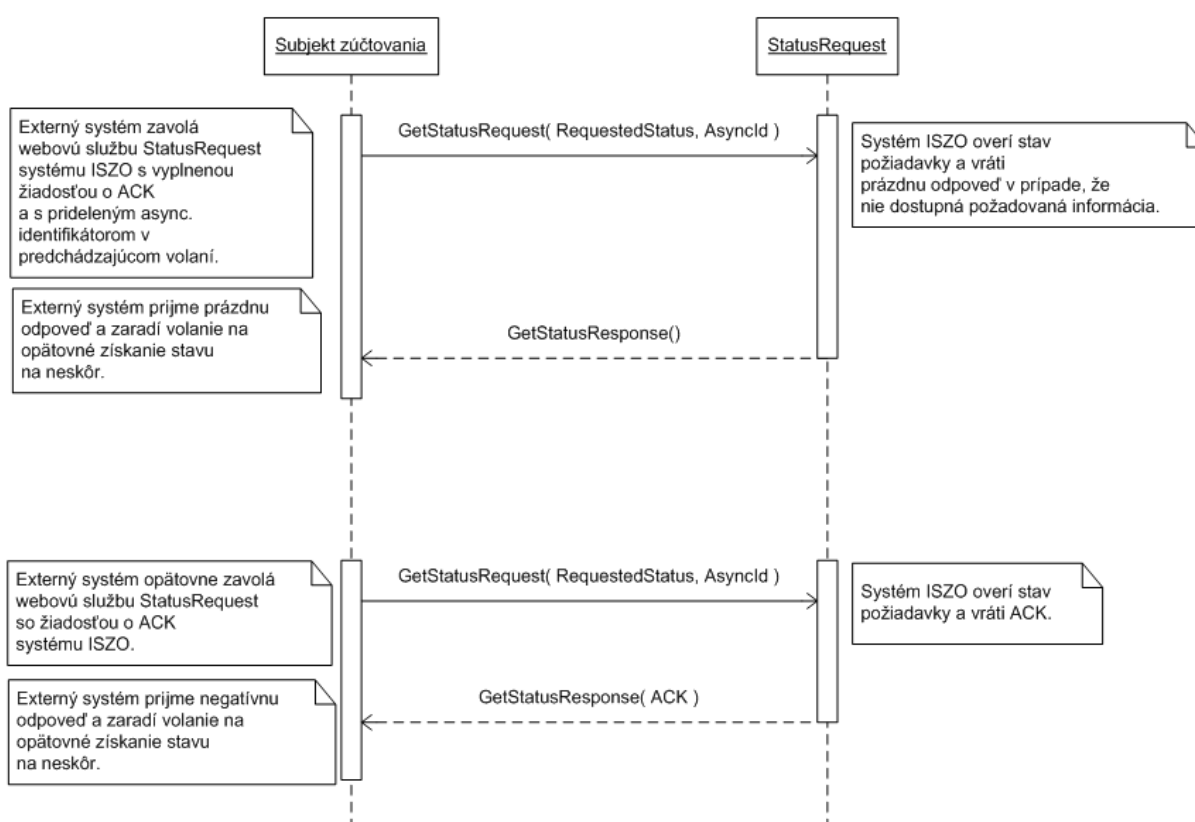 Subjekt zúčtovania
StatusRequest
Externý systém zavolá
webovú službu StatusRequest
systému ISZO s vyplnenou
žiadosťou o ACK
a s prideleným async.
identifikátorom v
predchádzajúcom volaní.
GetStatusRequest( RequestedStatus, AsyncId )
Systém ISZO overí stav
požiadavky a vráti
prázdnu odpoveď v prípade, že
nie dostupná požadovaná informácia.
Externý systém prijme prázdnu
odpoveď a zaradí volanie na
opätovné získanie stavu
na neskôr.
GetStatusResponse()
Externý systém opätovne zavolá
webovú službu StatusRequest
so žiadosťou o ACK
systému ISZO.
GetStatusRequest( RequestedStatus, AsyncId )
Systém ISZO overí stav
požiadavky a vráti ACK.
Externý systém prijme negatívnu
odpoveď a zaradí volanie na
opätovné získanie stavu
na neskôr.
GetStatusResponse( ACK )